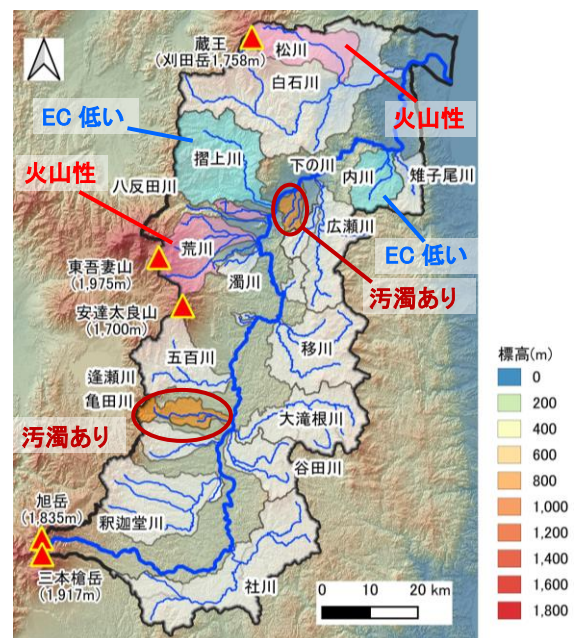 蔵王
(刈田岳1,758m)
松川
白石川
火山性
EC 低い
摺上川
下の川
内川
雉子尾川
火山性
八反田川
広瀬川
EC 低い
荒川
東吾妻山
(1,975m)
濁川
汚濁あり
安達太良山
(1,700m)
移川
五百川
逢瀬川
亀田川
大滝根川
汚濁あり
谷田川
旭岳
(1,835m)
釈迦堂川
三本槍岳
(1,917m)
社川
0 10 20 km
標高(m)
0
200
400
600
800
1,000
1,200
1,400
1,600
1,800